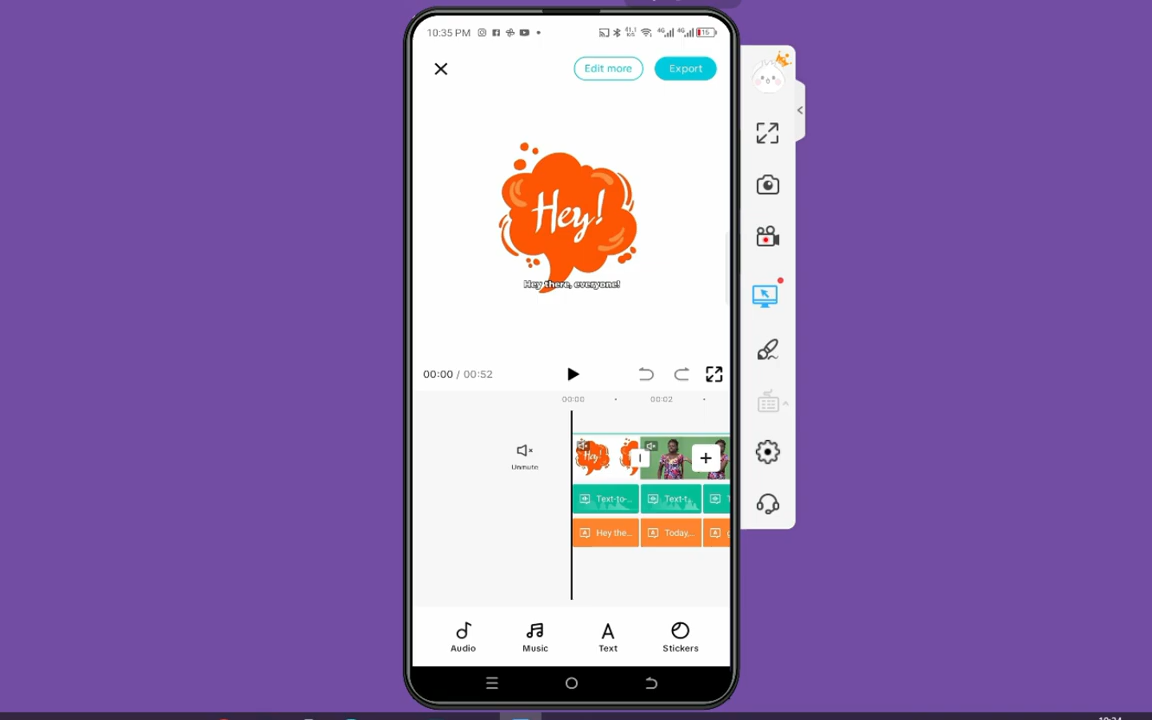 10:35 PM
15
Edit more
Export
Hey!
Hey there, everyone!
00:00 / 00:52
00:00
00:02
Unmute
Text-to-...
Text-t...
Hey the...
Today,...
Audio
Music
Text
Stickers